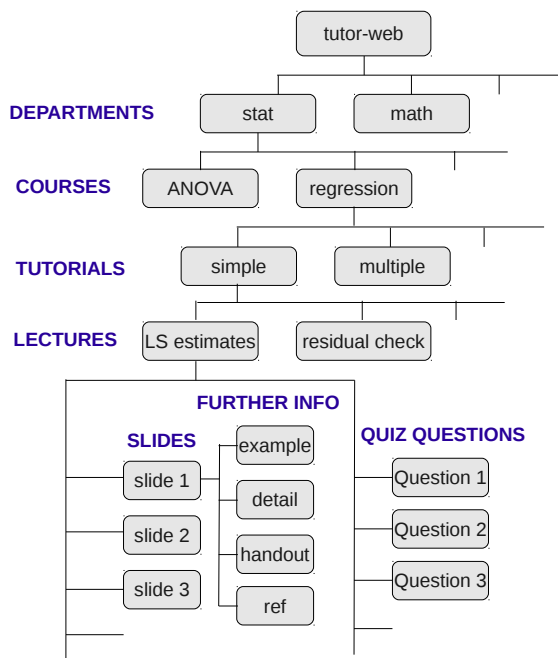 tutor-web
DEPARTMENTS
stat
math
COURSES
ANOVA
regression
TUTORIALS
simple
multiple
LECTURES
LS estimates
residual check
FURTHER INFO
SLIDES
QUIZ QUESTIONS
example
slide 1
Question 1
detail
slide 2
Question 2
handout
slide 3
Question 3
ref